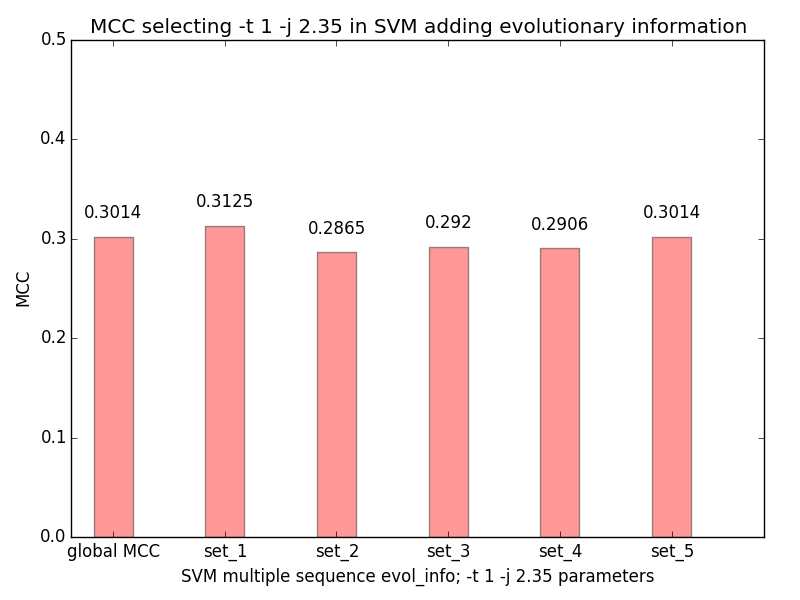 MCC selecting -t 1 -j 2.35 in SVM adding evolutionary information
0.5
0.4
0.3
0.2
0.1
0.0
MCC
0.3014
0.3125
0.2865
0.292
0.2906
0.3014
global MCC
set_1
set_2
set_3
set_4
set_5
SVM multiple sequence evol_info; -t 1 -j 2.35 parameters